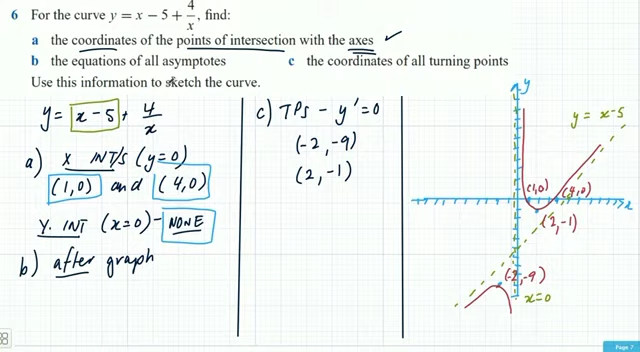 6 For the curve y = x − 5 + 4/x, find:
a the coordinates of the points of intersection with the axes ✓
b the equations of all asymptotes c the coordinates of all turning points
Use this information to sketch the curve.
y = x-5 + 4/x
a) X INT/S (y=0)
(1,0) and (4,0)
Y. INT (x=0) - NONE
b) after graph
c) TPs - y'=0
(-2,-9)
(2,-1)
y
y = x-5
(1,0) (4,0)
x
(2,-1)
(-2,-9)
x=0
Page 7